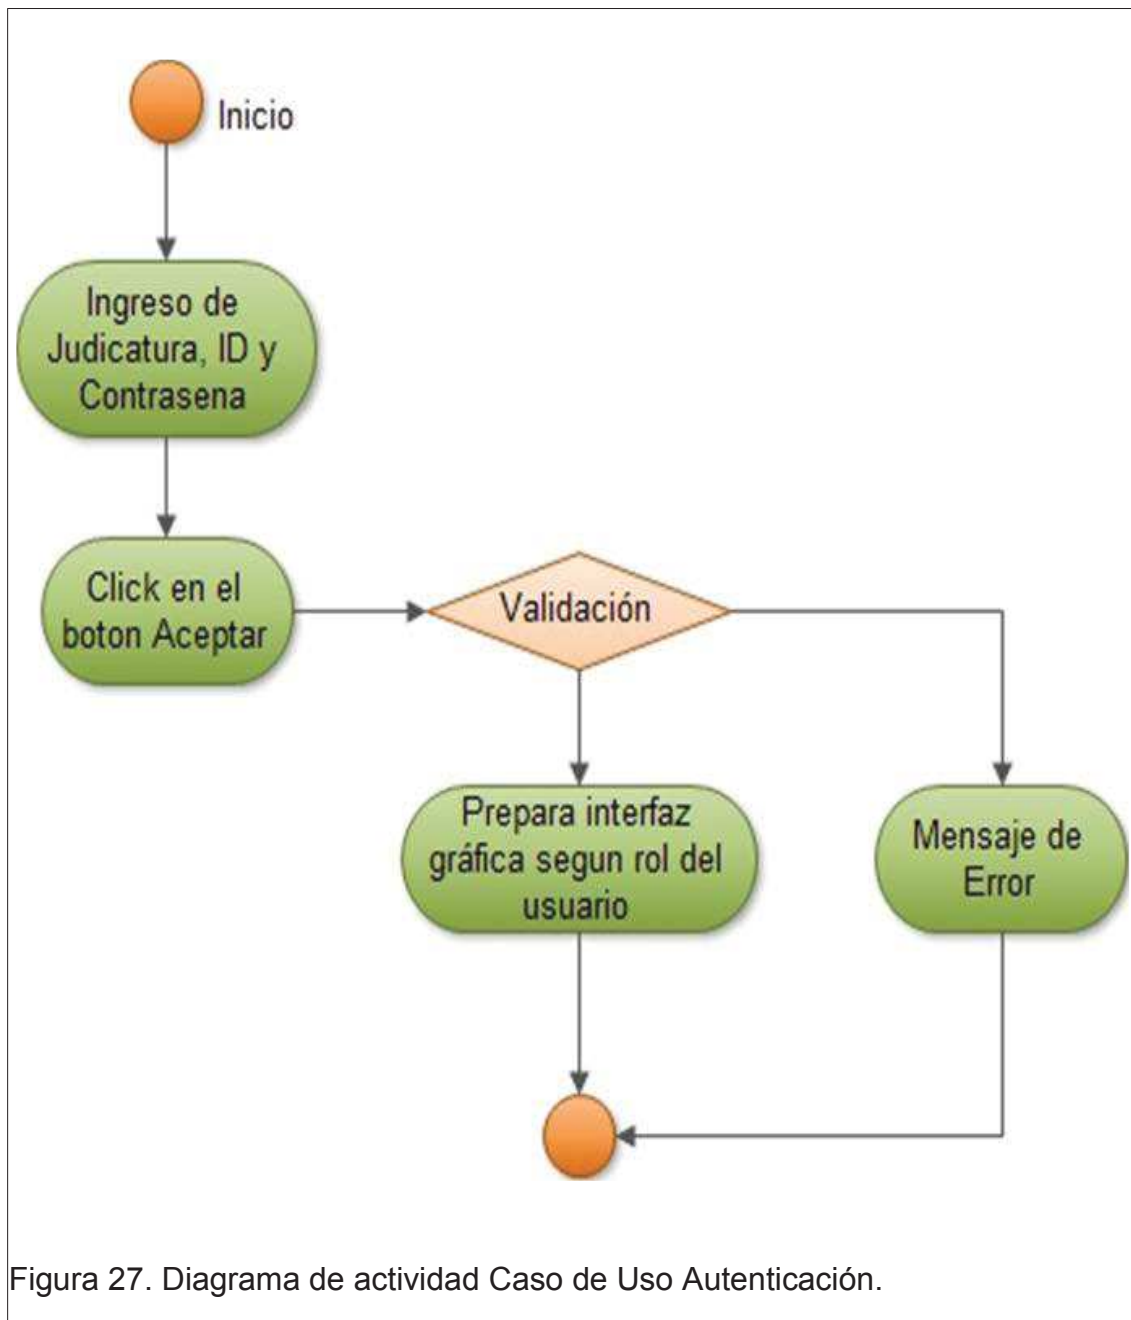 Inicio
Ingreso de
Judicatura, ID y
Contrasena
Click en el
boton Aceptar
Validación
Prepara interfaz
gráfica segun rol del
usuario
Mensaje de
Error
Figura 27. Diagrama de actividad Caso de Uso Autenticación.